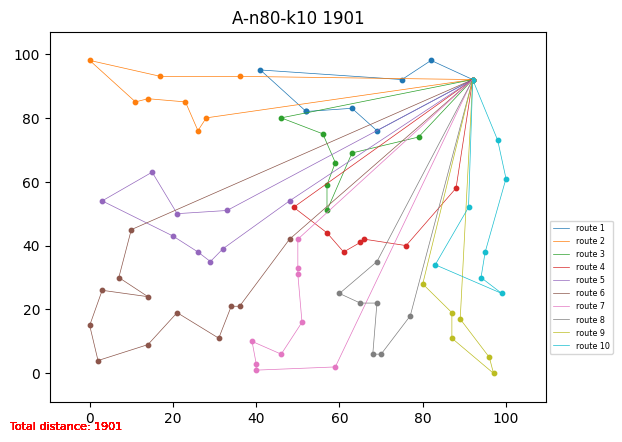 A-n80-k10 1901
100
80
60
40
20
0
0
20
40
60
80
100
route 1
route 2
route 3
route 4
route 5
route 6
route 7
route 8
route 9
route 10
Total distance: 1901